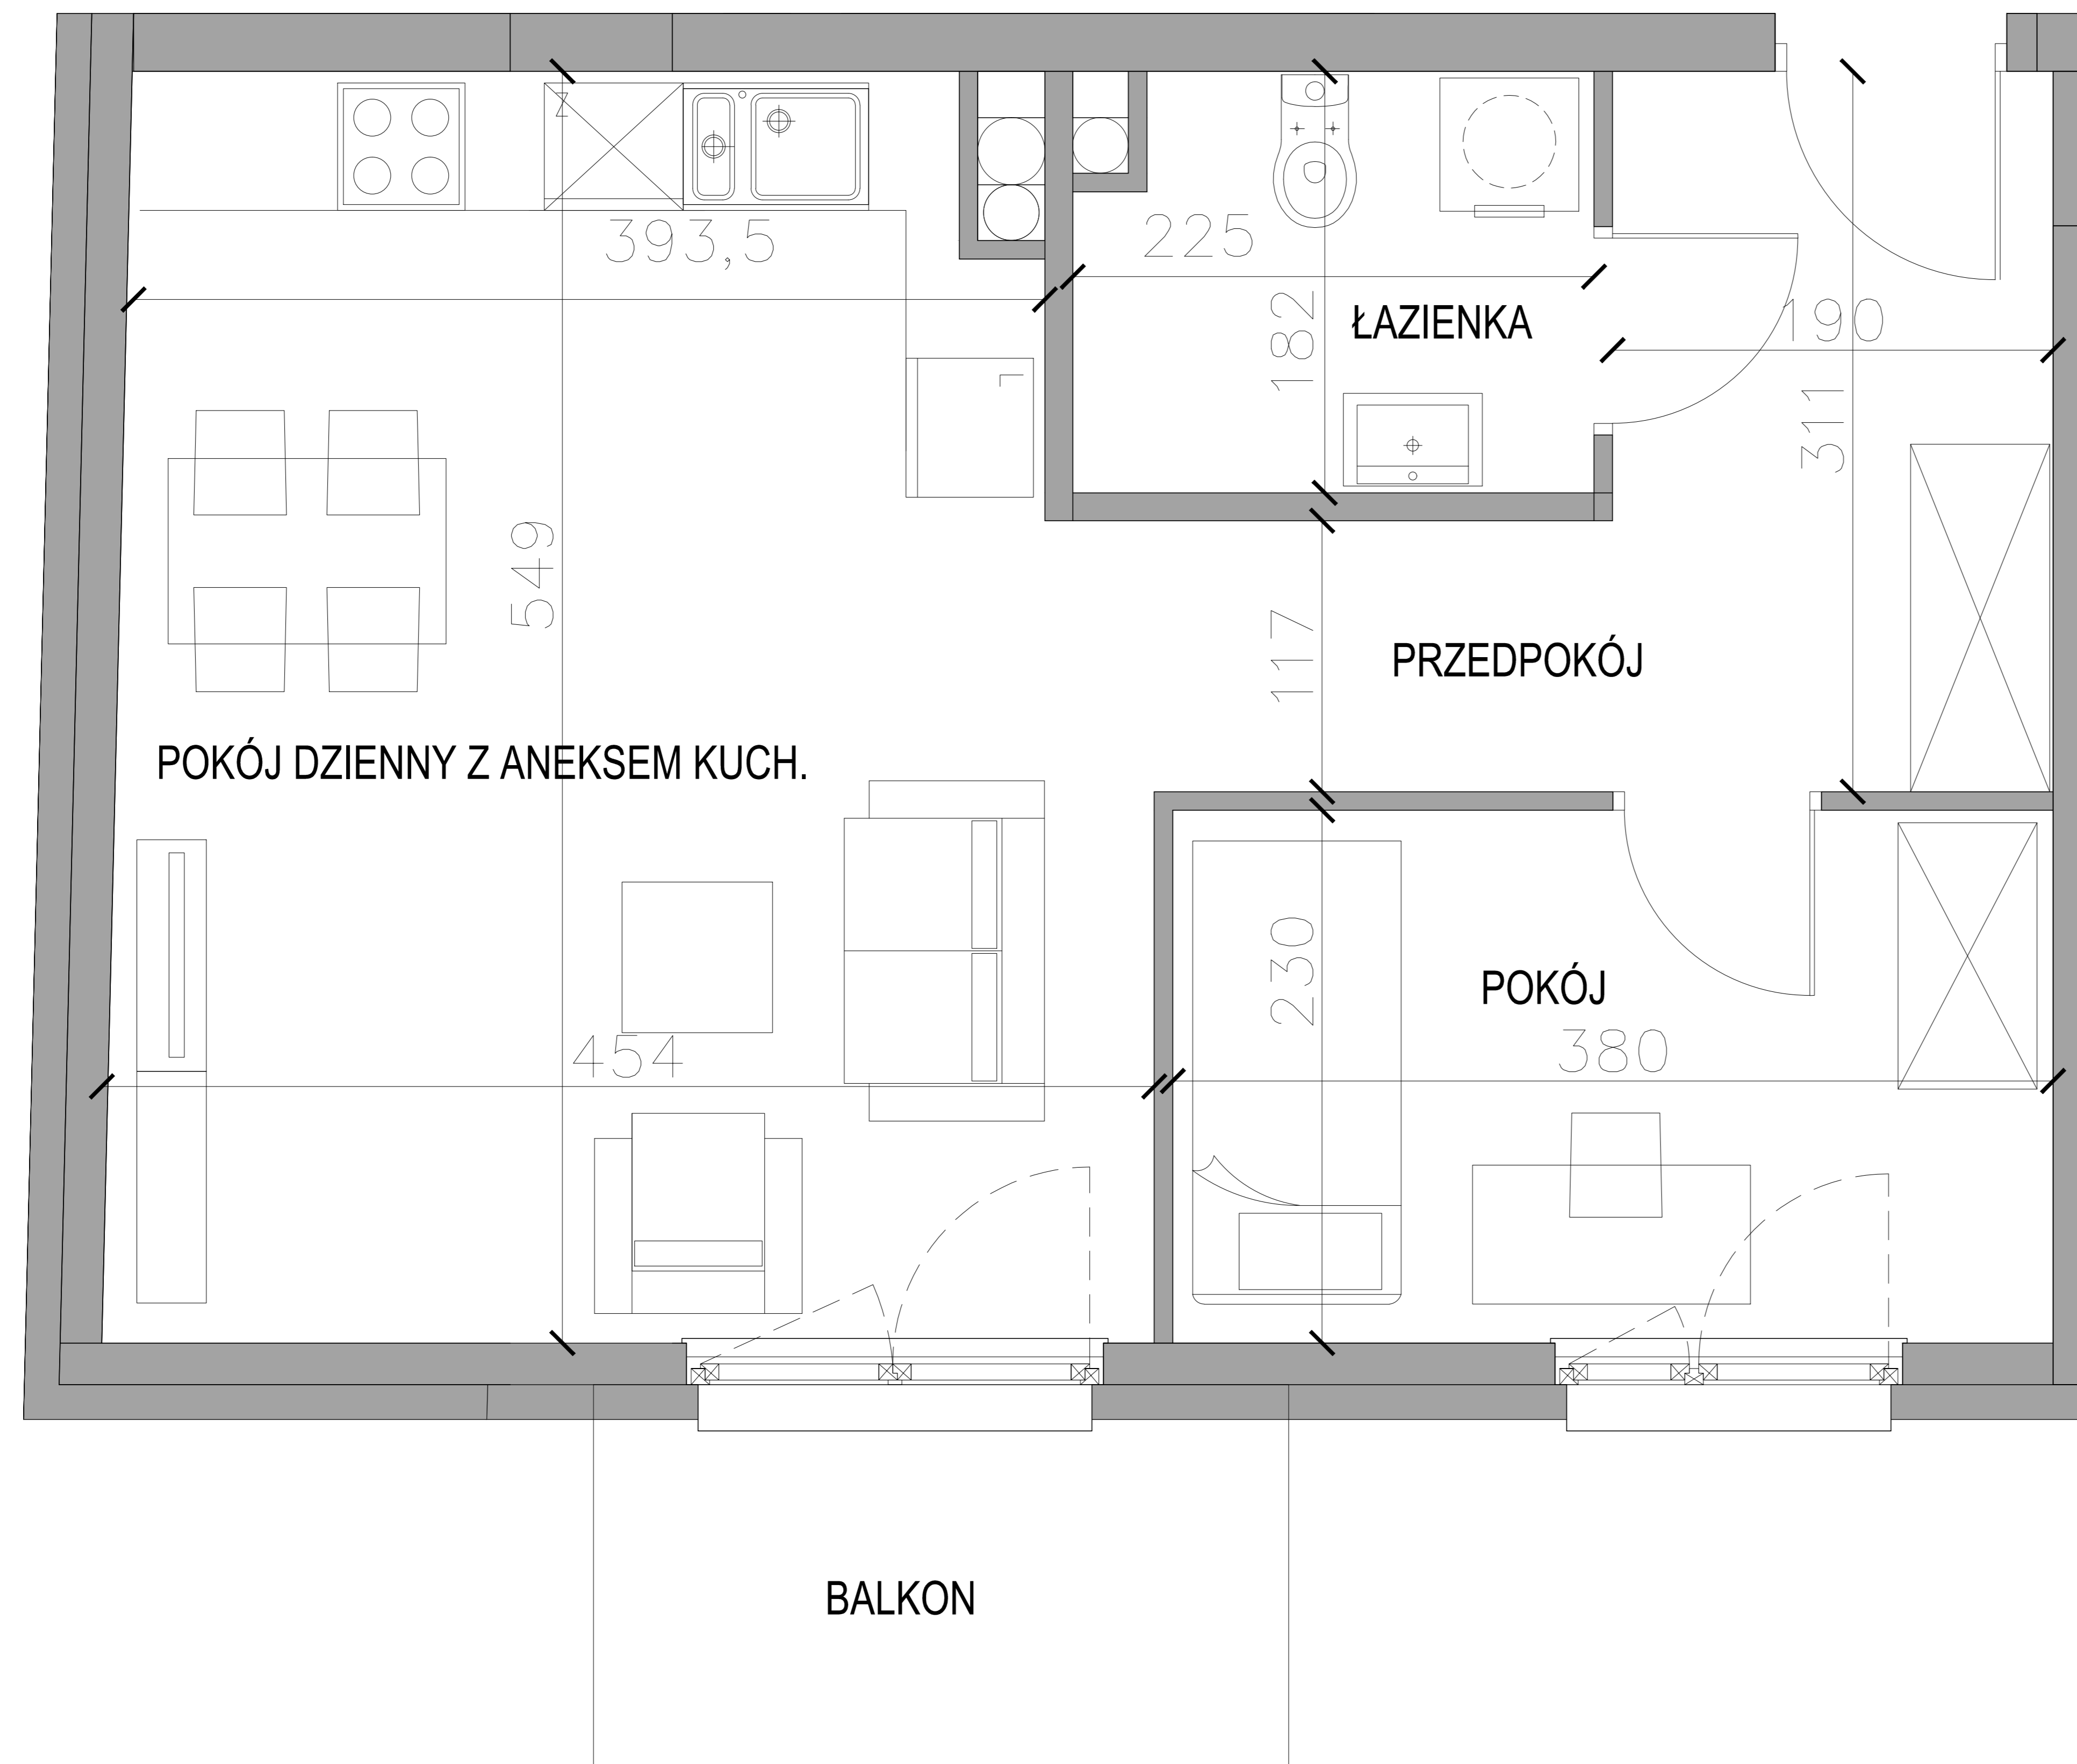 393,5
225
182
ŁAZIENKA
190
311
549
117
PRZEDPOKÓJ
POKÓJ DZIENNY Z ANEKSEM KUCH.
230
POKÓJ
380
454
BALKON